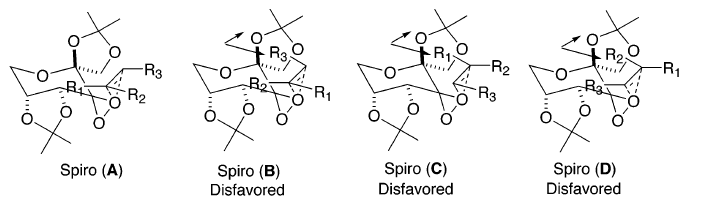 O O O R1 R3 R2 O O O O
O O O R3 R2 R1 O O O O
O O O R1 R2 R3 O O O O
O O O R2 R1 R3 O O O O
Spiro (A)
Spiro (B)
Disfavored
Spiro (C)
Disfavored
Spiro (D)
Disfavored